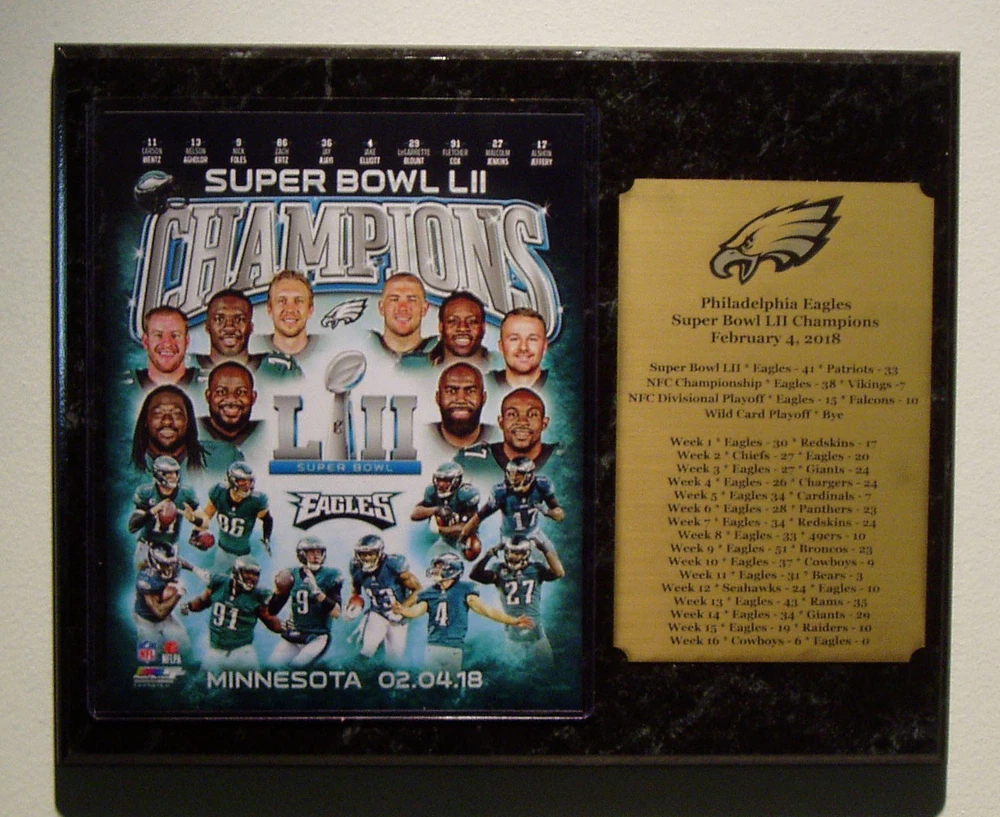 11 13 9 86 36 4 29 91 27 17
CARSON NELSON NICK ZACH JAY JAKE LeGARRETTE FLETCHER MALCOLM ALSHON
WENTZ AGHOLOR FOLES ERTZ AJAYI ELLIOTT BLOUNT COX JENKINS JEFFERY
SUPER BOWL LII
CHAMPIONS
LII
SUPER BOWL
EAGLES
86
17
91
9
13
4
27
NFL
NFLPA
MINNESOTA 02.04.18
Philadelphia Eagles
Super Bowl LII Champions
February 4, 2018
Super Bowl LII * Eagles - 41 * Patriots - 33
NFC Championship * Eagles - 38 * Vikings -7
NFC Divisional Playoff * Eagles - 15 * Falcons - 10
Wild Card Playoff * Bye
Week 1 * Eagles - 30 * Redskins - 17
Week 2 * Chiefs - 27 * Eagles - 20
Week 3 * Eagles - 27 * Giants - 24
Week 4 * Eagles - 26 * Chargers - 24
Week 5 * Eagles 34 * Cardinals - 7
Week 6 * Eagles - 28 * Panthers - 23
Week 7 * Eagles - 34 * Redskins - 24
Week 8 * Eagles - 33 * 49ers - 10
Week 9 * Eagles - 51 * Broncos - 23
Week 10 * Eagles - 37 * Cowboys - 9
Week 11 * Eagles - 31 * Bears - 3
Week 12 * Seahawks - 24 * Eagles - 10
Week 13 * Eagles - 43 * Rams - 35
Week 14 * Eagles - 34 * Giants - 29
Week 15 * Eagles - 19 * Raiders - 10
Week 16 * Cowboys - 6 * Eagles - 0